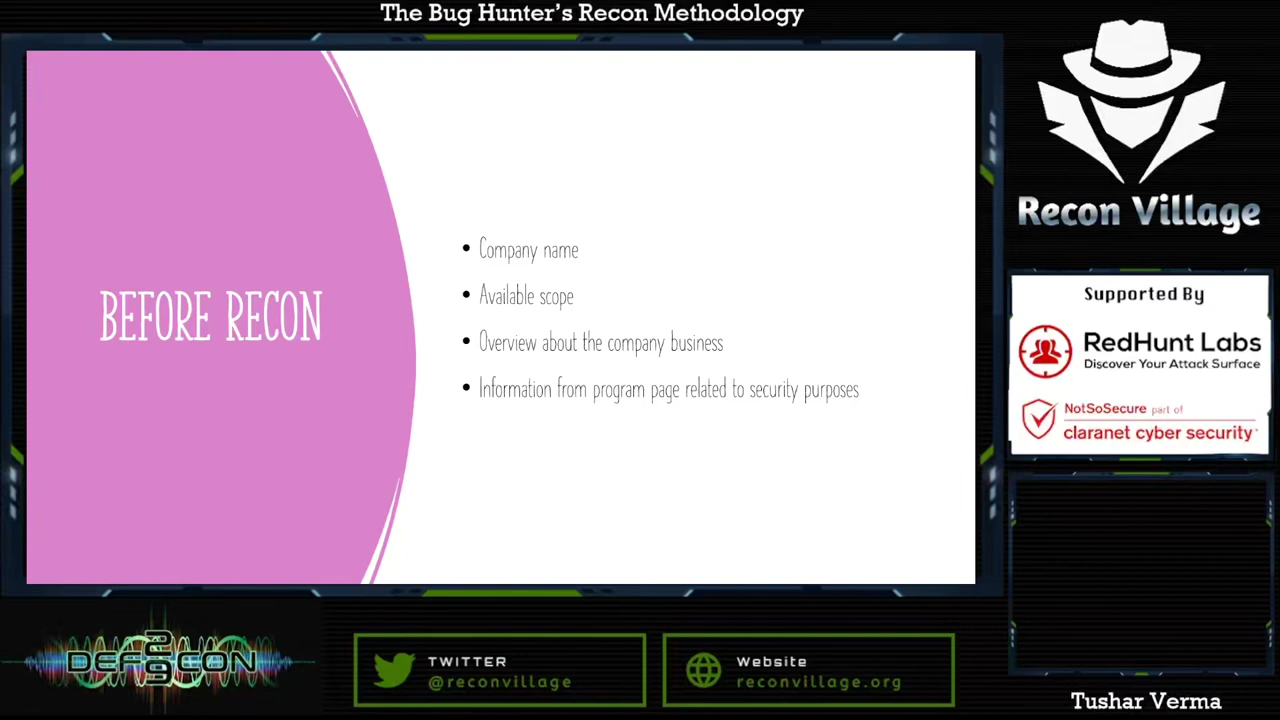 The Bug Hunter's Recon Methodology
BEFORE RECON
• Company name
• Available scope
• Overview about the company business
• Information from program page related to security purposes
Recon Village
Supported By
RedHunt Labs
Discover Your Attack Surface
NotSoSecure part of
claranet cyber security
DEFCON
29
TWITTER
@reconvillage
Website
reconvillage.org
Tushar Verma